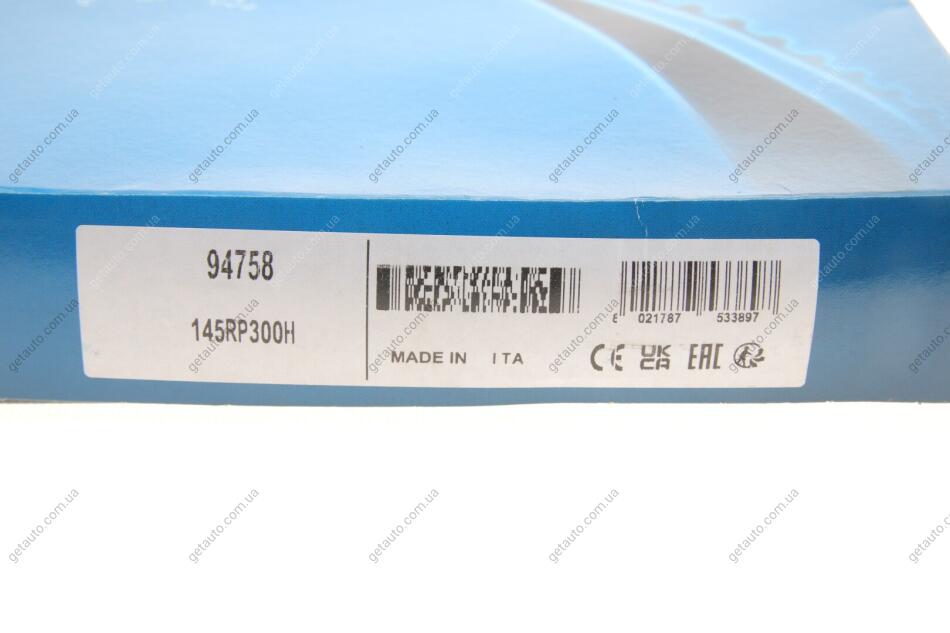 94758
145RP300H
MADE IN ITA
8 021787 533897
CE UK CA EAC
getauto.com.ua